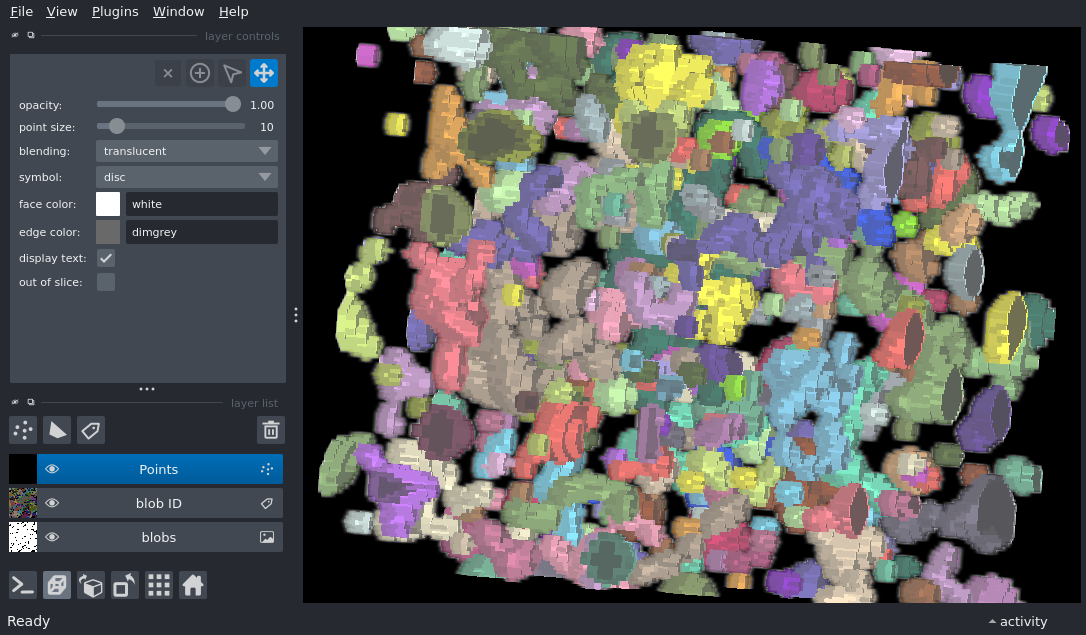 File View Plugins Window Help
layer controls
opacity: 1.00
point size: 10
blending: translucent
symbol: disc
face color: white
edge color: dimgrey
display text:
out of slice:
layer list
Points
blob ID
blobs
Ready
activity